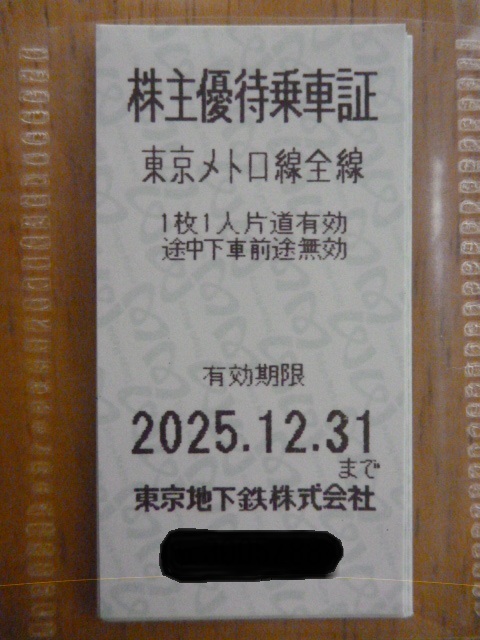 株主優待乗車証
東京メトロ線全線
1枚1人片道有効
途中下車前途無効
有効期限
2025.12.31
まで
東京地下鉄株式会社